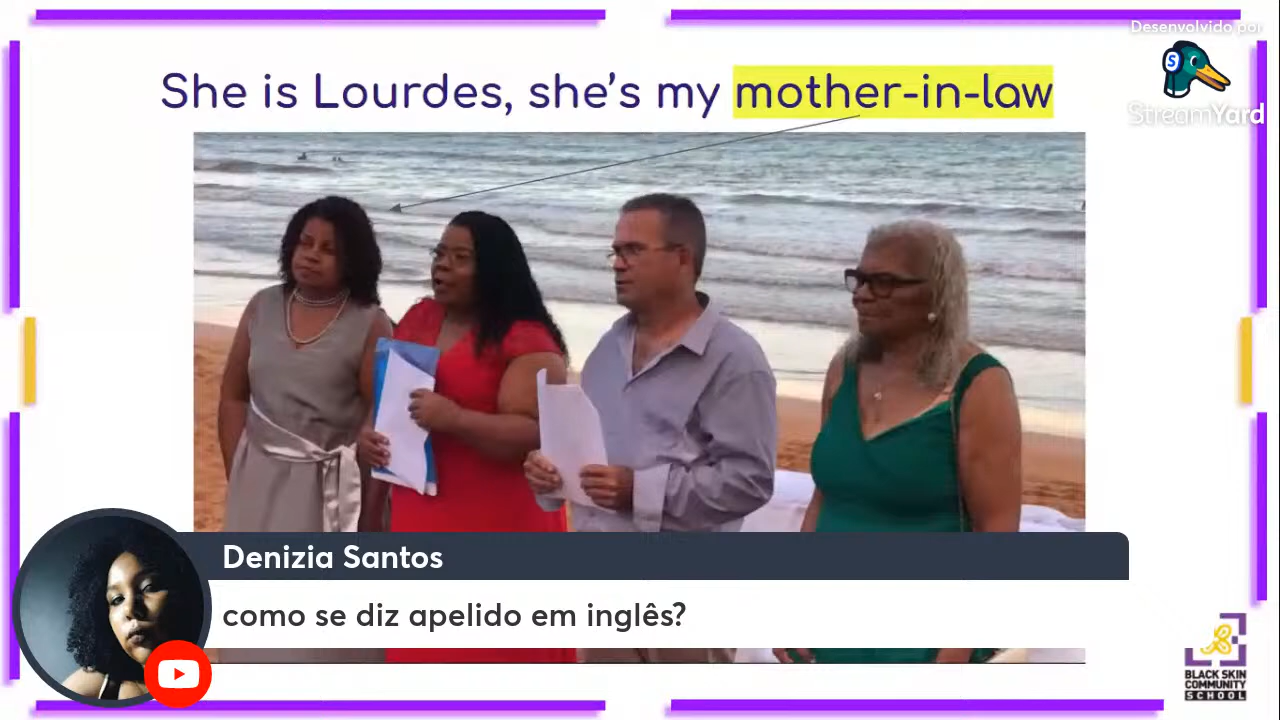 Desenvolvido por
She is Lourdes, she's my mother-in-law
S
StreamYard
Denizia Santos
como se diz apelido em inglês?
BLACK SKIN
COMMUNITY
SCHOOL